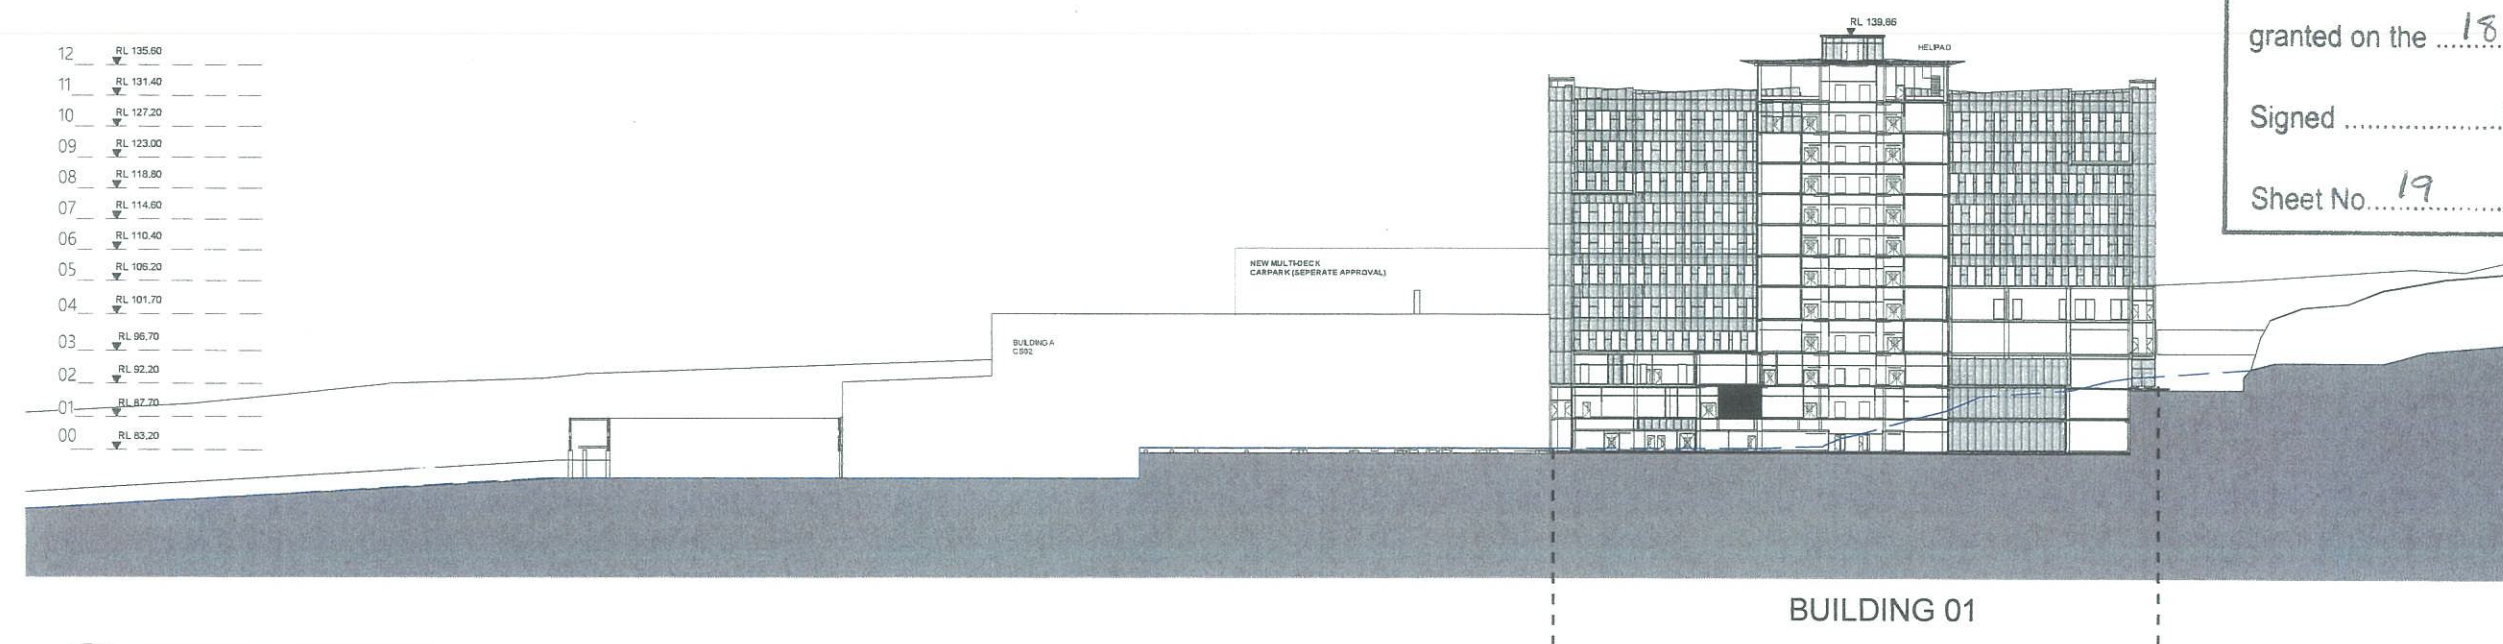 RL 139.86
HELIPAD
granted on the 18
Signed
Sheet No. 19
12 RL 135.60
11 RL 131.40
10 RL 127.20
09 RL 123.00
08 RL 118.80
07 RL 114.60
06 RL 110.40
05 RL 106.20
04 RL 101.70
03 RL 96.70
02 RL 92.20
01 RL 87.70
00 RL 83.20
NEW MULTI-DECK
CARPARK (SEPERATE APPROVAL)
BUILDING A
CS02
BUILDING 01